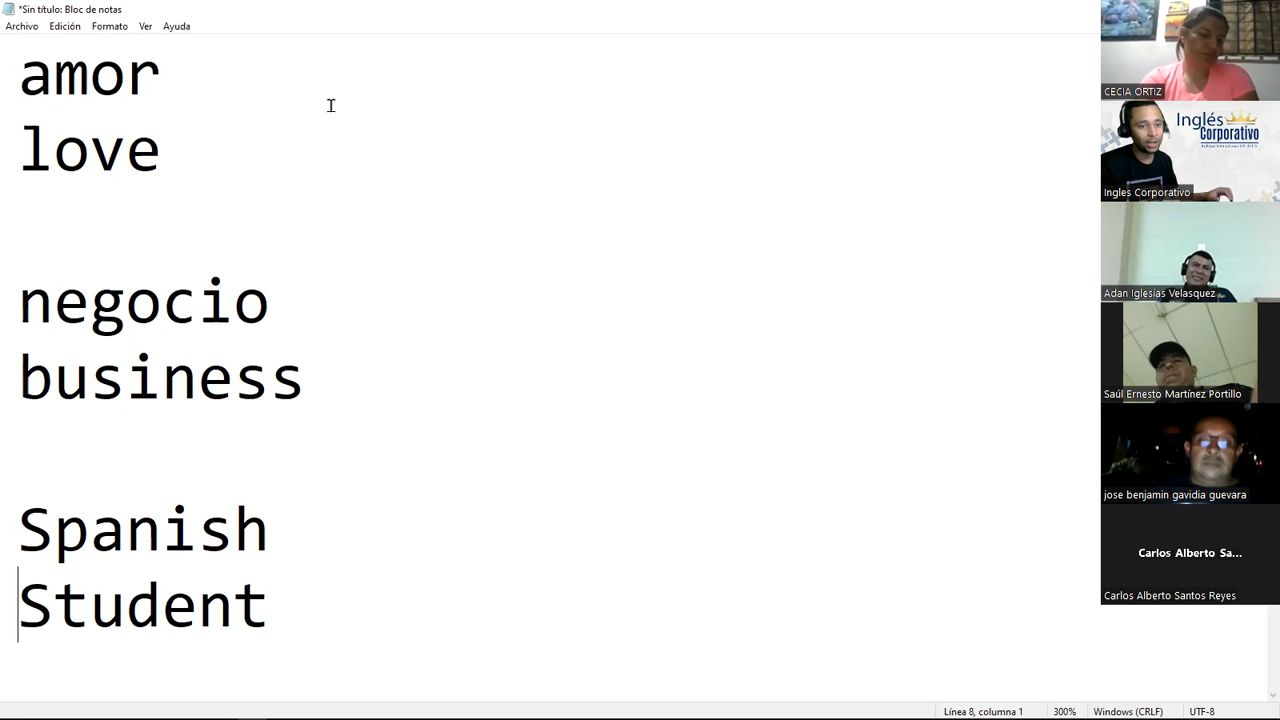 *Sin título: Bloc de notas
Archivo Edición Formato Ver Ayuda
amor
love
negocio
business
Spanish
Student
CECIA ORTIZ
Inglés
Corporativo
Ingles Corporativo
Adan Iglesias Velasquez
Saúl Ernesto Martínez Portillo
jose benjamin gavidia guevara
Carlos Alberto Sa...
Carlos Alberto Santos Reyes
Línea 8, columna 1 300% Windows (CRLF) UTF-8